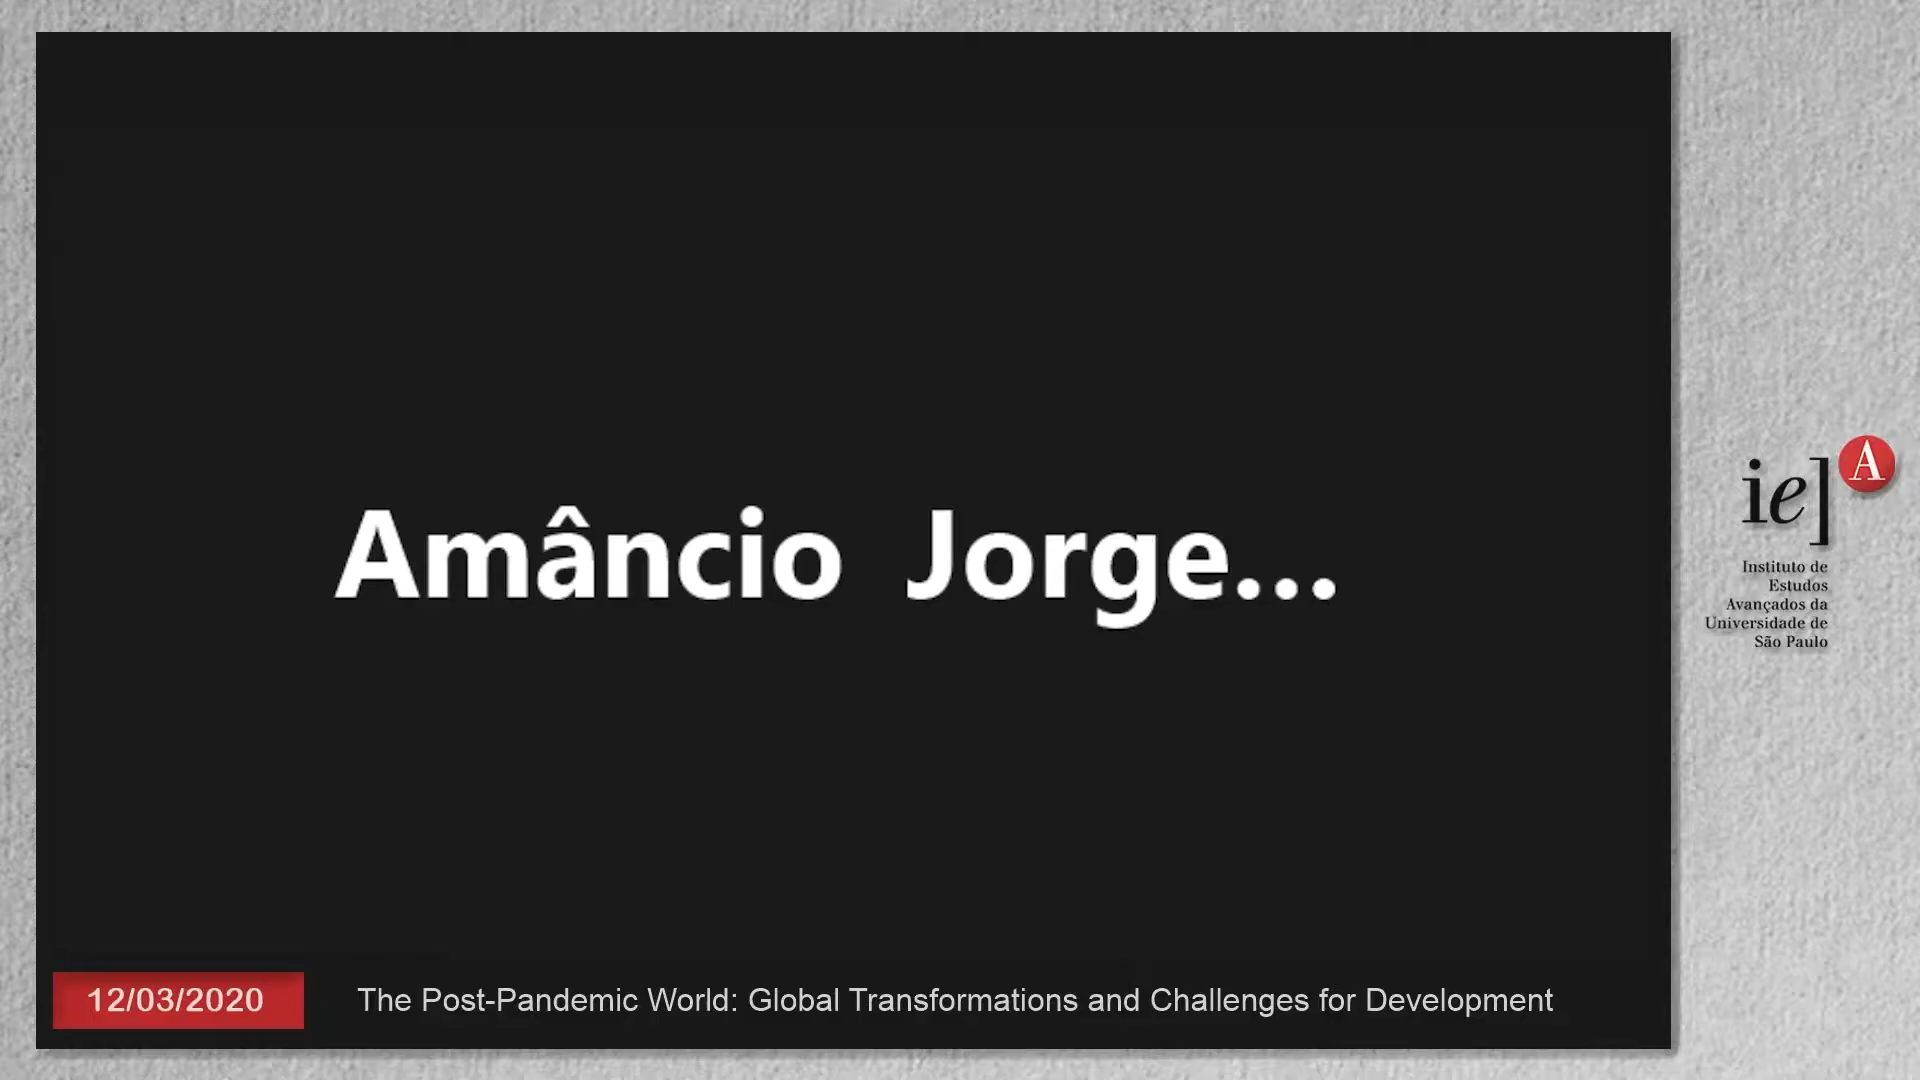 Amâncio Jorge...
12/03/2020
The Post-Pandemic World: Global Transformations and Challenges for Development
ie] A
Instituto de
Estudos
Avançados da
Universidade de
São Paulo